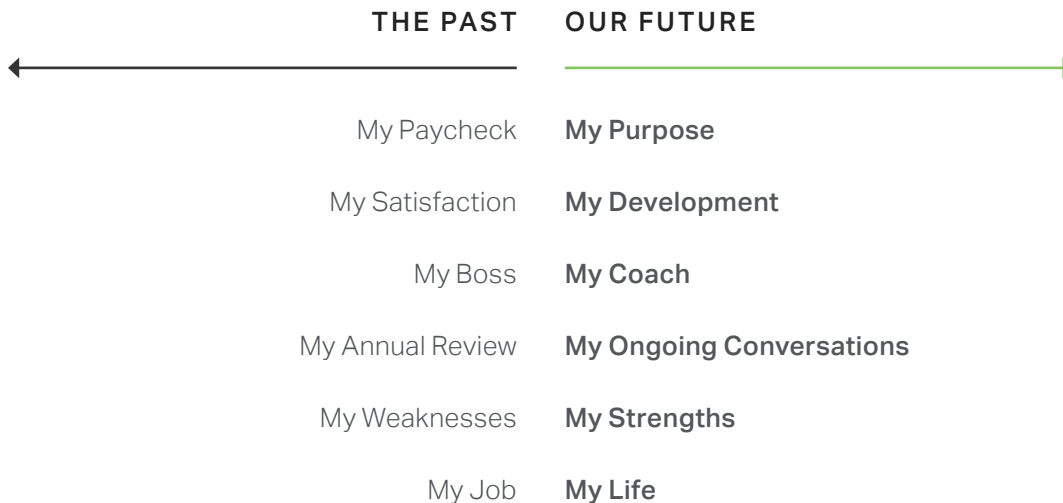 THE PAST OUR FUTURE
My Paycheck My Purpose
My Satisfaction My Development
My Boss My Coach
My Annual Review My Ongoing Conversations
My Weaknesses My Strengths
My Job My Life